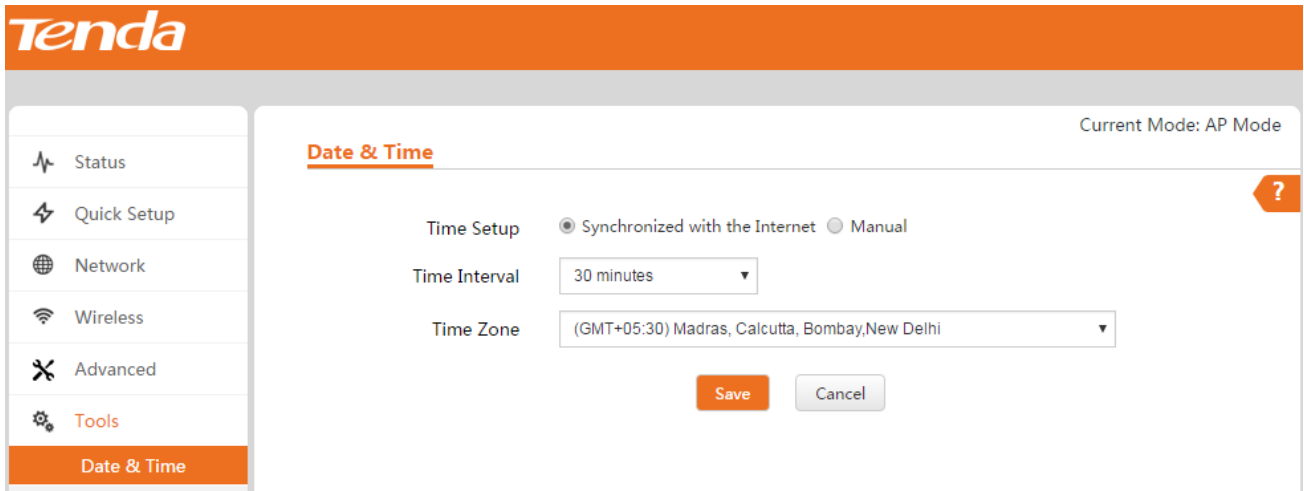 Tenda
Current Mode: AP Mode
Status
Quick Setup
Network
Wireless
Advanced
Tools
Date & Time
Date & Time
?
Time Setup Synchronized with the Internet Manual
Time Interval 30 minutes
Time Zone (GMT+05:30) Madras, Calcutta, Bombay,New Delhi
Save Cancel